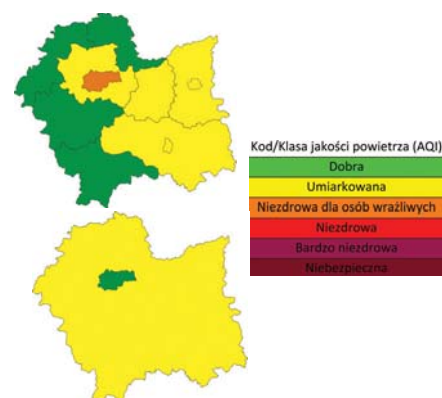 Kod/Klasa jakości powietrza (AQI)
Dobra
Umiarkowana
Niezdrowa dla osób wrażliwych
Niezdrowa
Bardzo niezdrowa
Niebezpieczna